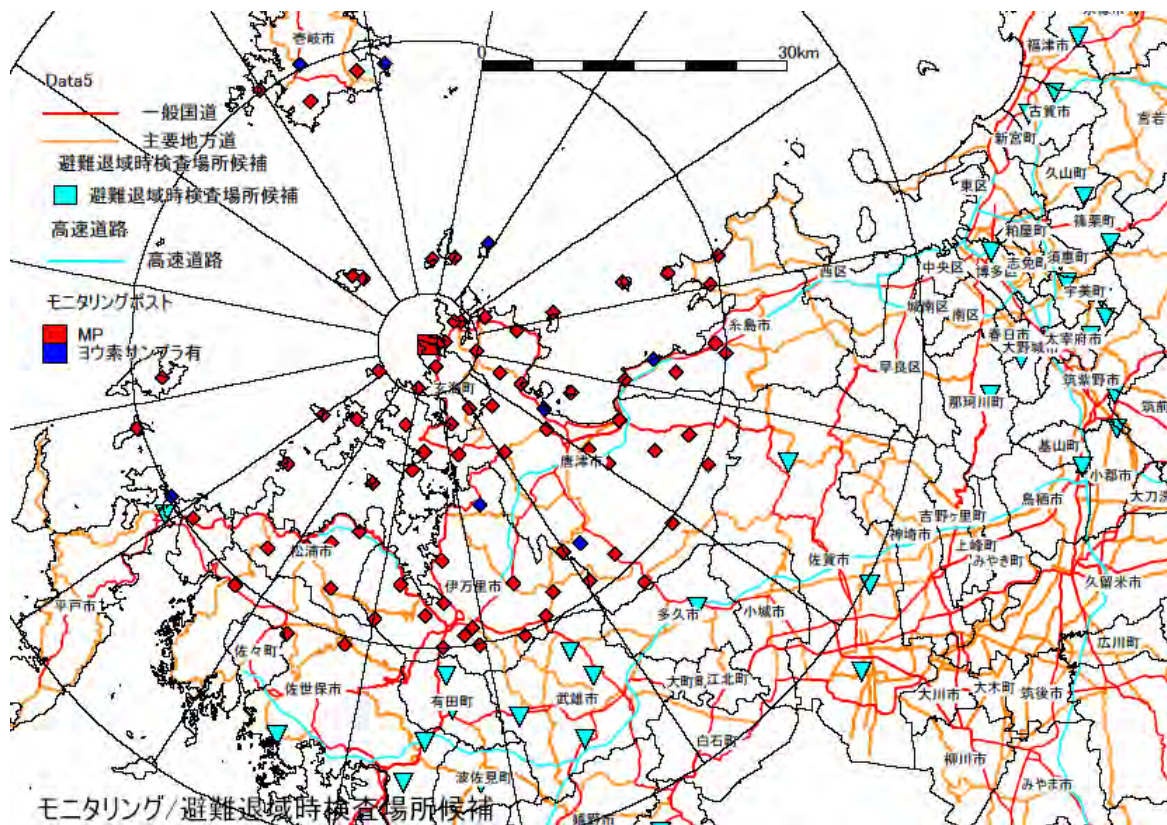 壱岐市
0
30km
Data5
一般国道
主要地方道
避難退域時検査場所候補
避難退域時検査場所候補
高速道路
高速道路
モニタリングポスト
MP
ヨウ素サンプラ有
福津市
古賀市
宮若
新宮町
久山町
東区
篠栗町
粕屋町
須恵町
志免町
宇美町
西区
中央区
博多区
城南区
南区
春日市
大野城市
太宰府市
糸島市
早良区
筑紫野市
那珂川町
筑前
玄海町
基山町
小郡市
唐津市
鳥栖市
吉野ヶ里町
神埼市
上峰町
みやき町
佐賀市
久留米市
松浦市
伊万里市
平戸市
多久市
小城市
広川町
佐々町
佐世保市
有田町
武雄市
大町町
江北町
大川市
大木町
筑後市
白石町
柳川市
波佐見町
みやま市
嬉野市
モニタリング/避難退域時検査場所候補